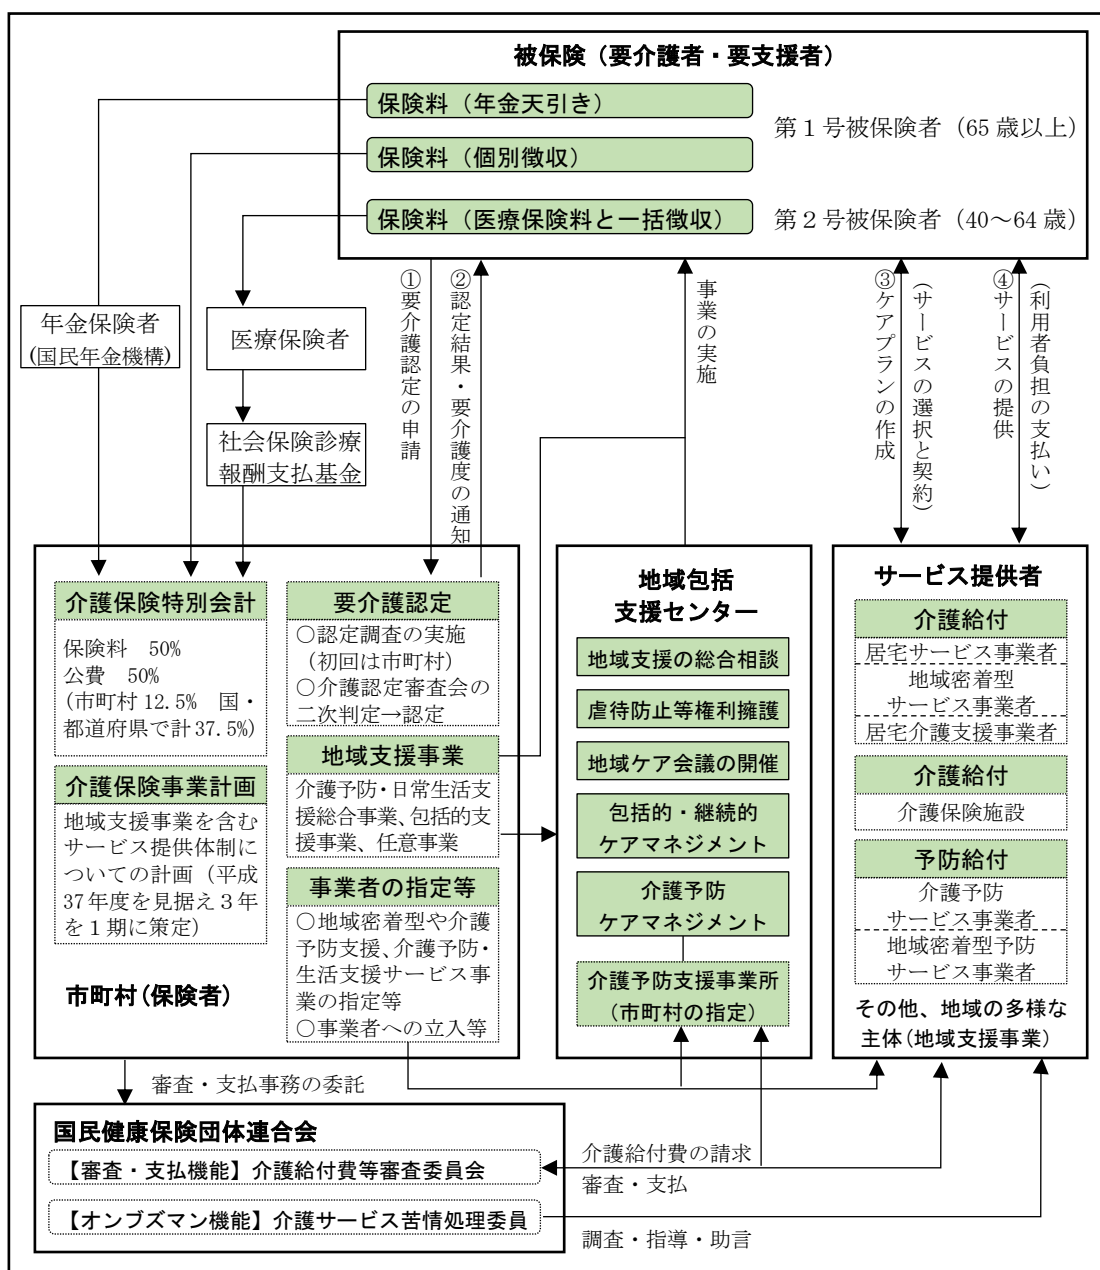 被保険（要介護者・要支援者）
保険料（年金天引き）
第１号被保険者（65 歳以上）
保険料（個別徴収）
保険料（医療保険料と一括徴収）
第２号被保険者（40～64 歳）
年金保険者
(国民年金機構)
医療保険者
社会保険診療
報酬支払基金
①要介護認定の申請
②認定結果・要介護度の通知
事業の実施
③ケアプランの作成
(サービスの選択と契約)
④サービスの提供
(利用者負担の支払い)
介護保険特別会計
保険料　50%
公費　50%
(市町村 12.5%　国・
都道府県で計 37.5%)
介護保険事業計画
地域支援事業を含む
サービス提供体制に
ついての計画（平成
37 年度を見据え３年
を１期に策定）
市町村(保険者)
要介護認定
○認定調査の実施
（初回は市町村）
○介護認定審査会の
二次判定→認定
地域支援事業
介護予防・日常生活支
援総合事業、包括的支
援事業、任意事業
事業者の指定等
○地域密着型や介護
予防支援、介護予防・
生活支援サービス事
業の指定等
○事業者への立入等
地域包括
支援センター
地域支援の総合相談
虐待防止等権利擁護
地域ケア会議の開催
包括的・継続的
ケアマネジメント
介護予防
ケアマネジメント
介護予防支援事業所
（市町村の指定）
サービス提供者
介護給付
居宅サービス事業者
地域密着型
サービス事業者
居宅介護支援事業者
介護給付
介護保険施設
予防給付
介護予防
サービス事業者
地域密着型予防
サービス事業者
その他、地域の多様な
主体(地域支援事業)
審査・支払事務の委託
国民健康保険団体連合会
【審査・支払機能】介護給付費等審査委員会
【オンブズマン機能】介護サービス苦情処理委員
介護給付費の請求
審査・支払
調査・指導・助言